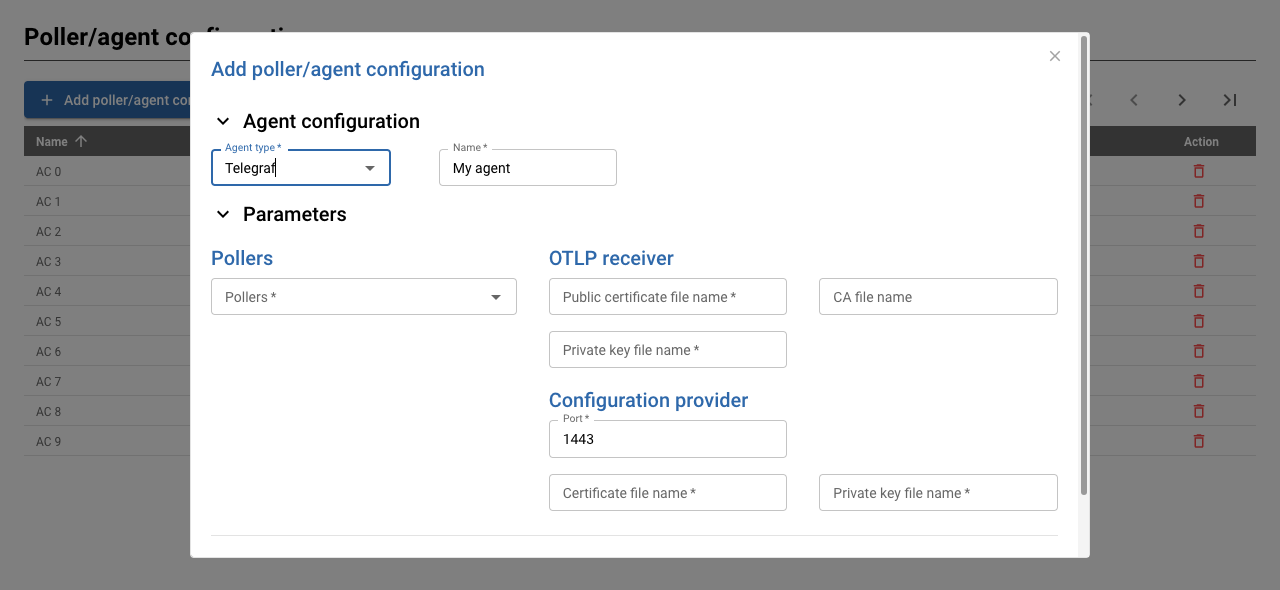 Poller/agent co
Add poller/agent configuration
Add poller/agent co
Agent configuration
Name
Action
Agent type *
Name *
Telegraf
My agent
AC 0
AC 1
Parameters
AC 2
Pollers
OTLP receiver
AC 3
Pollers *
Public certificate file name *
CA file name
AC 4
AC 5
Private key file name *
AC 6
AC 7
Configuration provider
AC 8
Port *
1443
AC 9
Certificate file name *
Private key file name *